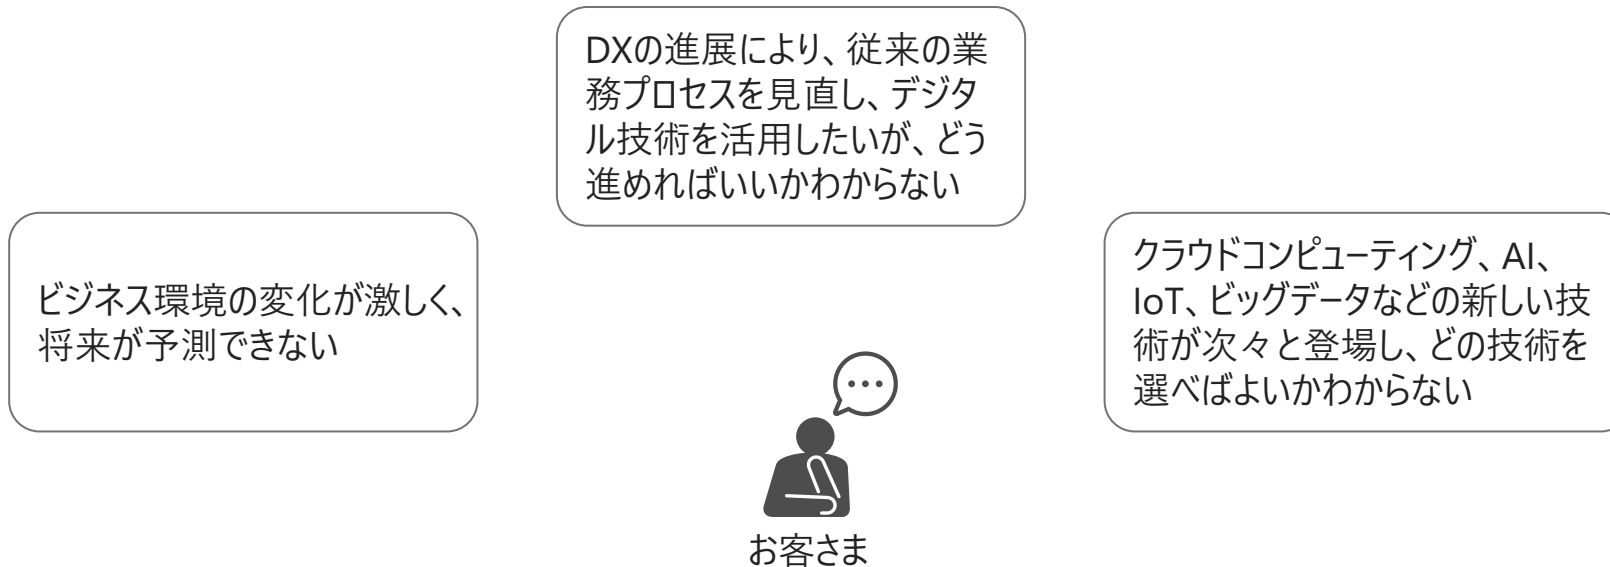 DXの進展により、従来の業
務プロセスを見直し、デジタ
ル技術を活用したいが、どう
進めればいいかわからない
ビジネス環境の変化が激しく、
将来が予測できない
クラウドコンピューティング、AI、
IoT、ビッグデータなどの新しい技
術が次々と登場し、どの技術を
選べばよいかわからない
お客さま